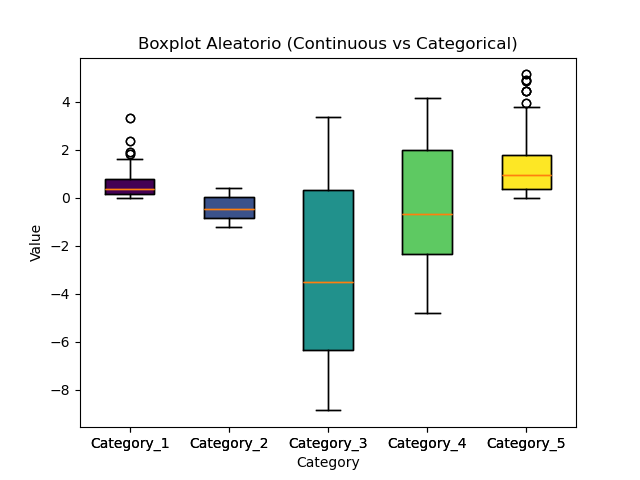 Boxplot Aleatorio (Continuous vs Categorical)
Value
4
2
0
−2
−4
−6
−8
Category_1 Category_2 Category_3 Category_4 Category_5
Category